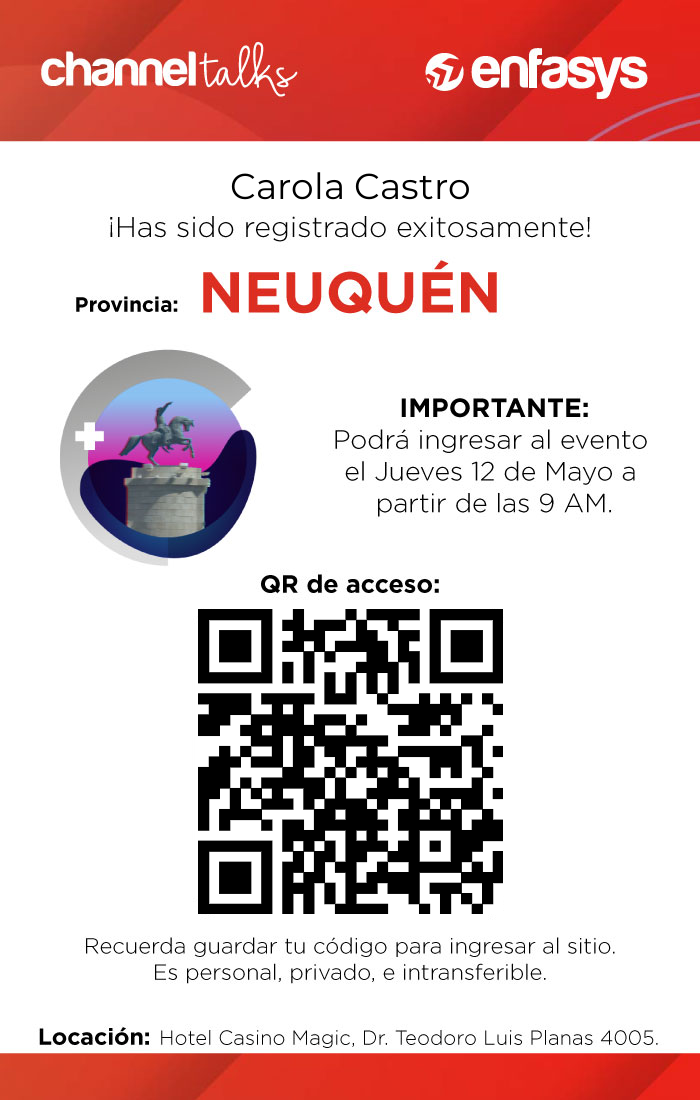 channeltalks enfasys
Carola Castro
¡Has sido registrado exitosamente!
Provincia: NEUQUÉN
IMPORTANTE:
Podrá ingresar al evento
el Jueves 12 de Mayo a
partir de las 9 AM.
QR de acceso:
Recuerda guardar tu código para ingresar al sitio.
Es personal, privado, e intransferible.
Locación: Hotel Casino Magic, Dr. Teodoro Luis Planas 4005.